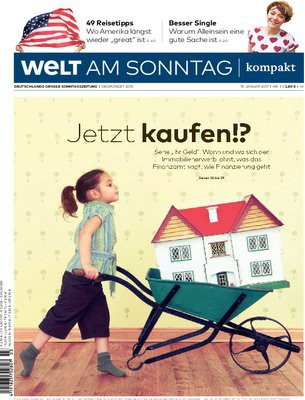 49 Reisetipps
Wo Amerika längst
wieder „great“ ist
Besser Single
Warum Alleinsein eine
gute Sache ist
WELT AM SONNTAG kompakt
DEUTSCHLANDS GROSSE SONNTAGSZEITUNG
Jetzt kaufen!?
Serie „Ihr Geld“. Wann und wo sich der
Immobilienerwerb lohnt, was das
Finanzamt sagt, wie Finanzierung geht